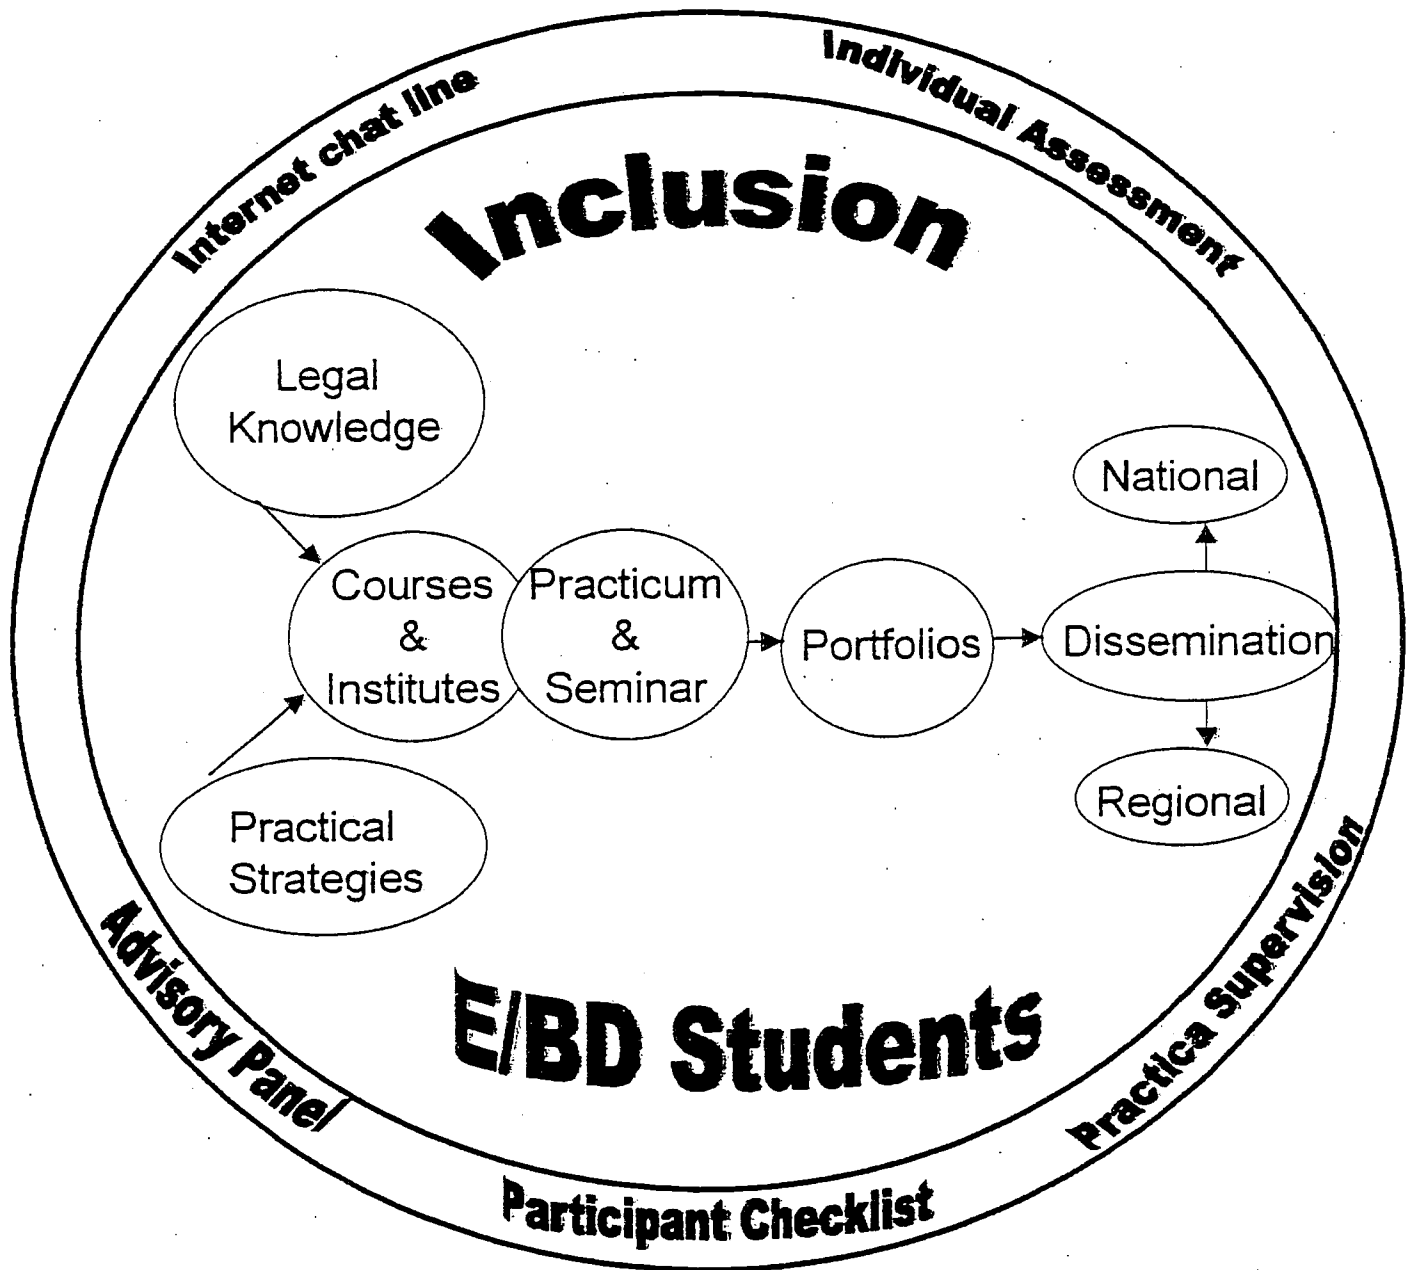 Internet chat line
Individual Assessment
Inclusion
Legal
Knowledge
National
Courses
&
Institutes
Practicum
&
Seminar
Portfolios
Dissemination
Practical
Strategies
Regional
E/BD Students
Advisory Panel
Participant Checklist
Practica Supervision